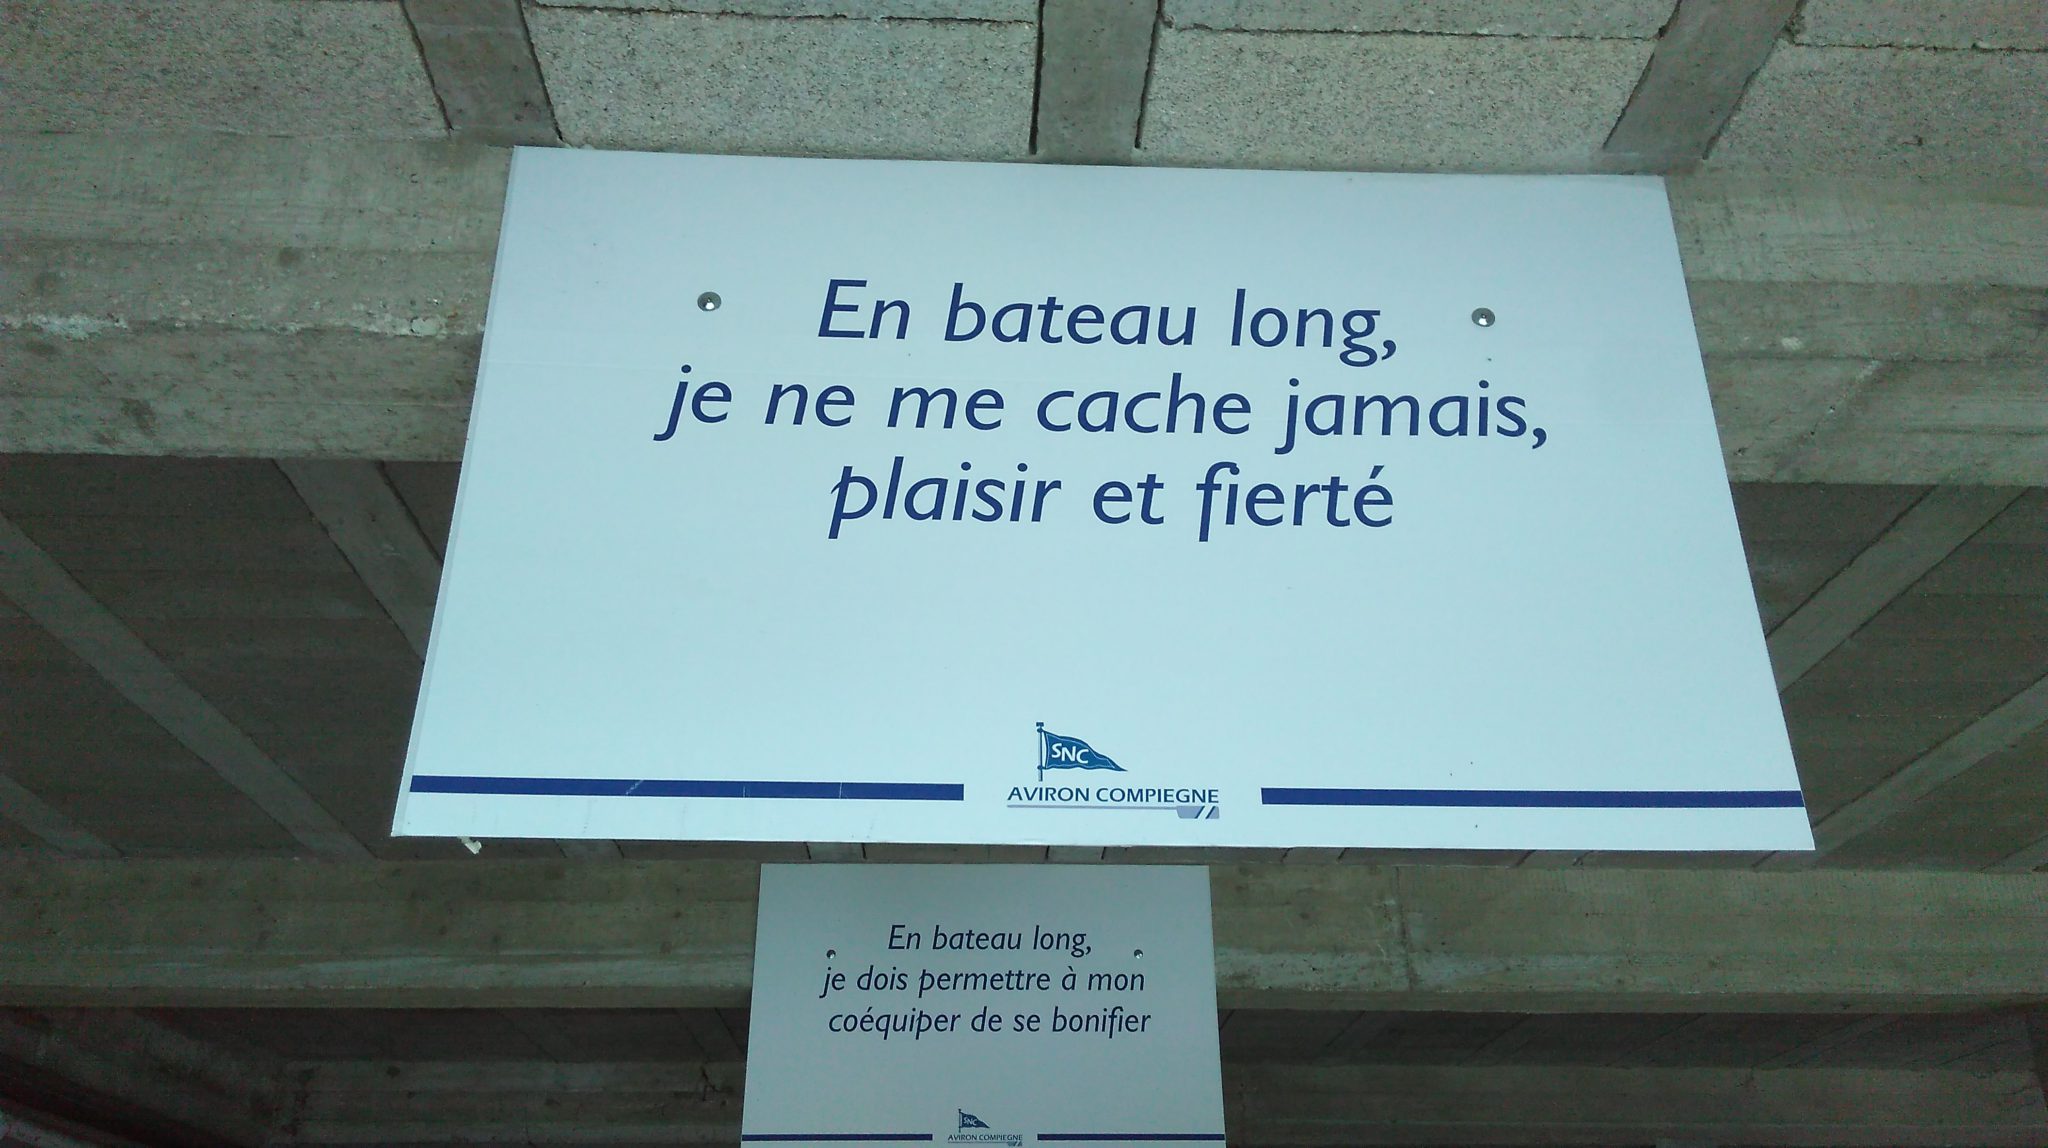 En bateau long,
je ne me cache jamais,
plaisir et fierté
SNC
AVIRON COMPIEGNE
En bateau long,
je dois permettre à mon
coéquiper de se bonifier
SNC
AVIRON COMPIEGNE